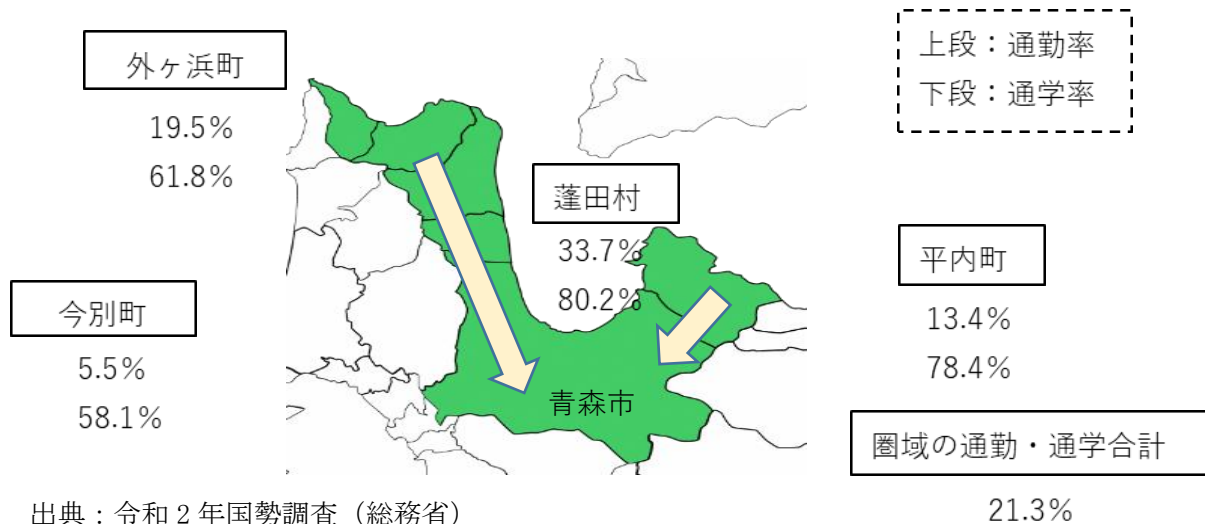 上段：通勤率
下段：通学率
外ヶ浜町
19.5%
61.8%
蓬田村
33.7%
80.2%
平内町
13.4%
78.4%
今別町
5.5%
58.1%
青森市
圏域の通勤・通学合計
21.3%
出典：令和2年国勢調査（総務省）